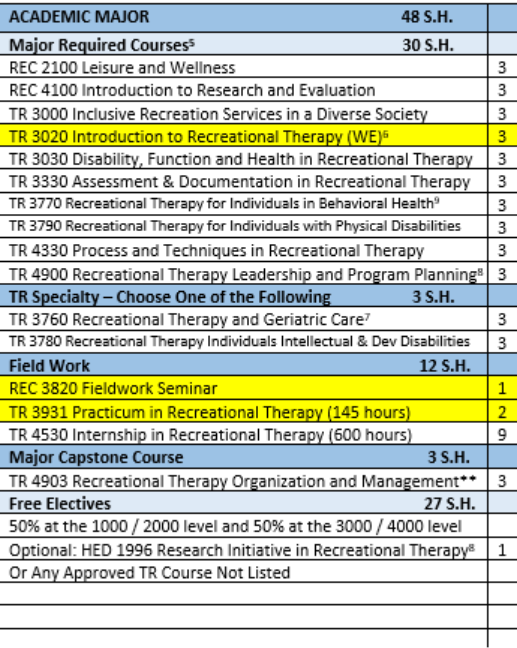 ACADEMIC MAJOR 48 S.H.
Major Required Courses⁵ 30 S.H.
REC 2100 Leisure and Wellness 3
REC 4100 Introduction to Research and Evaluation 3
TR 3000 Inclusive Recreation Services in a Diverse Society 3
TR 3020 Introduction to Recreational Therapy (WE)⁶ 3
TR 3030 Disability, Function and Health in Recreational Therapy 3
TR 3330 Assessment & Documentation in Recreational Therapy 3
TR 3770 Recreational Therapy for Individuals in Behavioral Health⁹ 3
TR 3790 Recreational Therapy for Individuals with Physical Disabilities 3
TR 4330 Process and Techniques in Recreational Therapy 3
TR 4900 Recreational Therapy Leadership and Program Planning⁸ 3
TR Specialty – Choose One of the Following 3 S.H.
TR 3760 Recreational Therapy and Geriatric Care⁷ 3
TR 3780 Recreational Therapy Individuals Intellectual & Dev Disabilities 3
Field Work 12 S.H.
REC 3820 Fieldwork Seminar 1
TR 3931 Practicum in Recreational Therapy (145 hours) 2
TR 4530 Internship in Recreational Therapy (600 hours) 9
Major Capstone Course 3 S.H.
TR 4903 Recreational Therapy Organization and Management** 3
Free Electives 27 S.H.
50% at the 1000 / 2000 level and 50% at the 3000 / 4000 level
Optional: HED 1996 Research Initiative in Recreational Therapy⁸ 1
Or Any Approved TR Course Not Listed